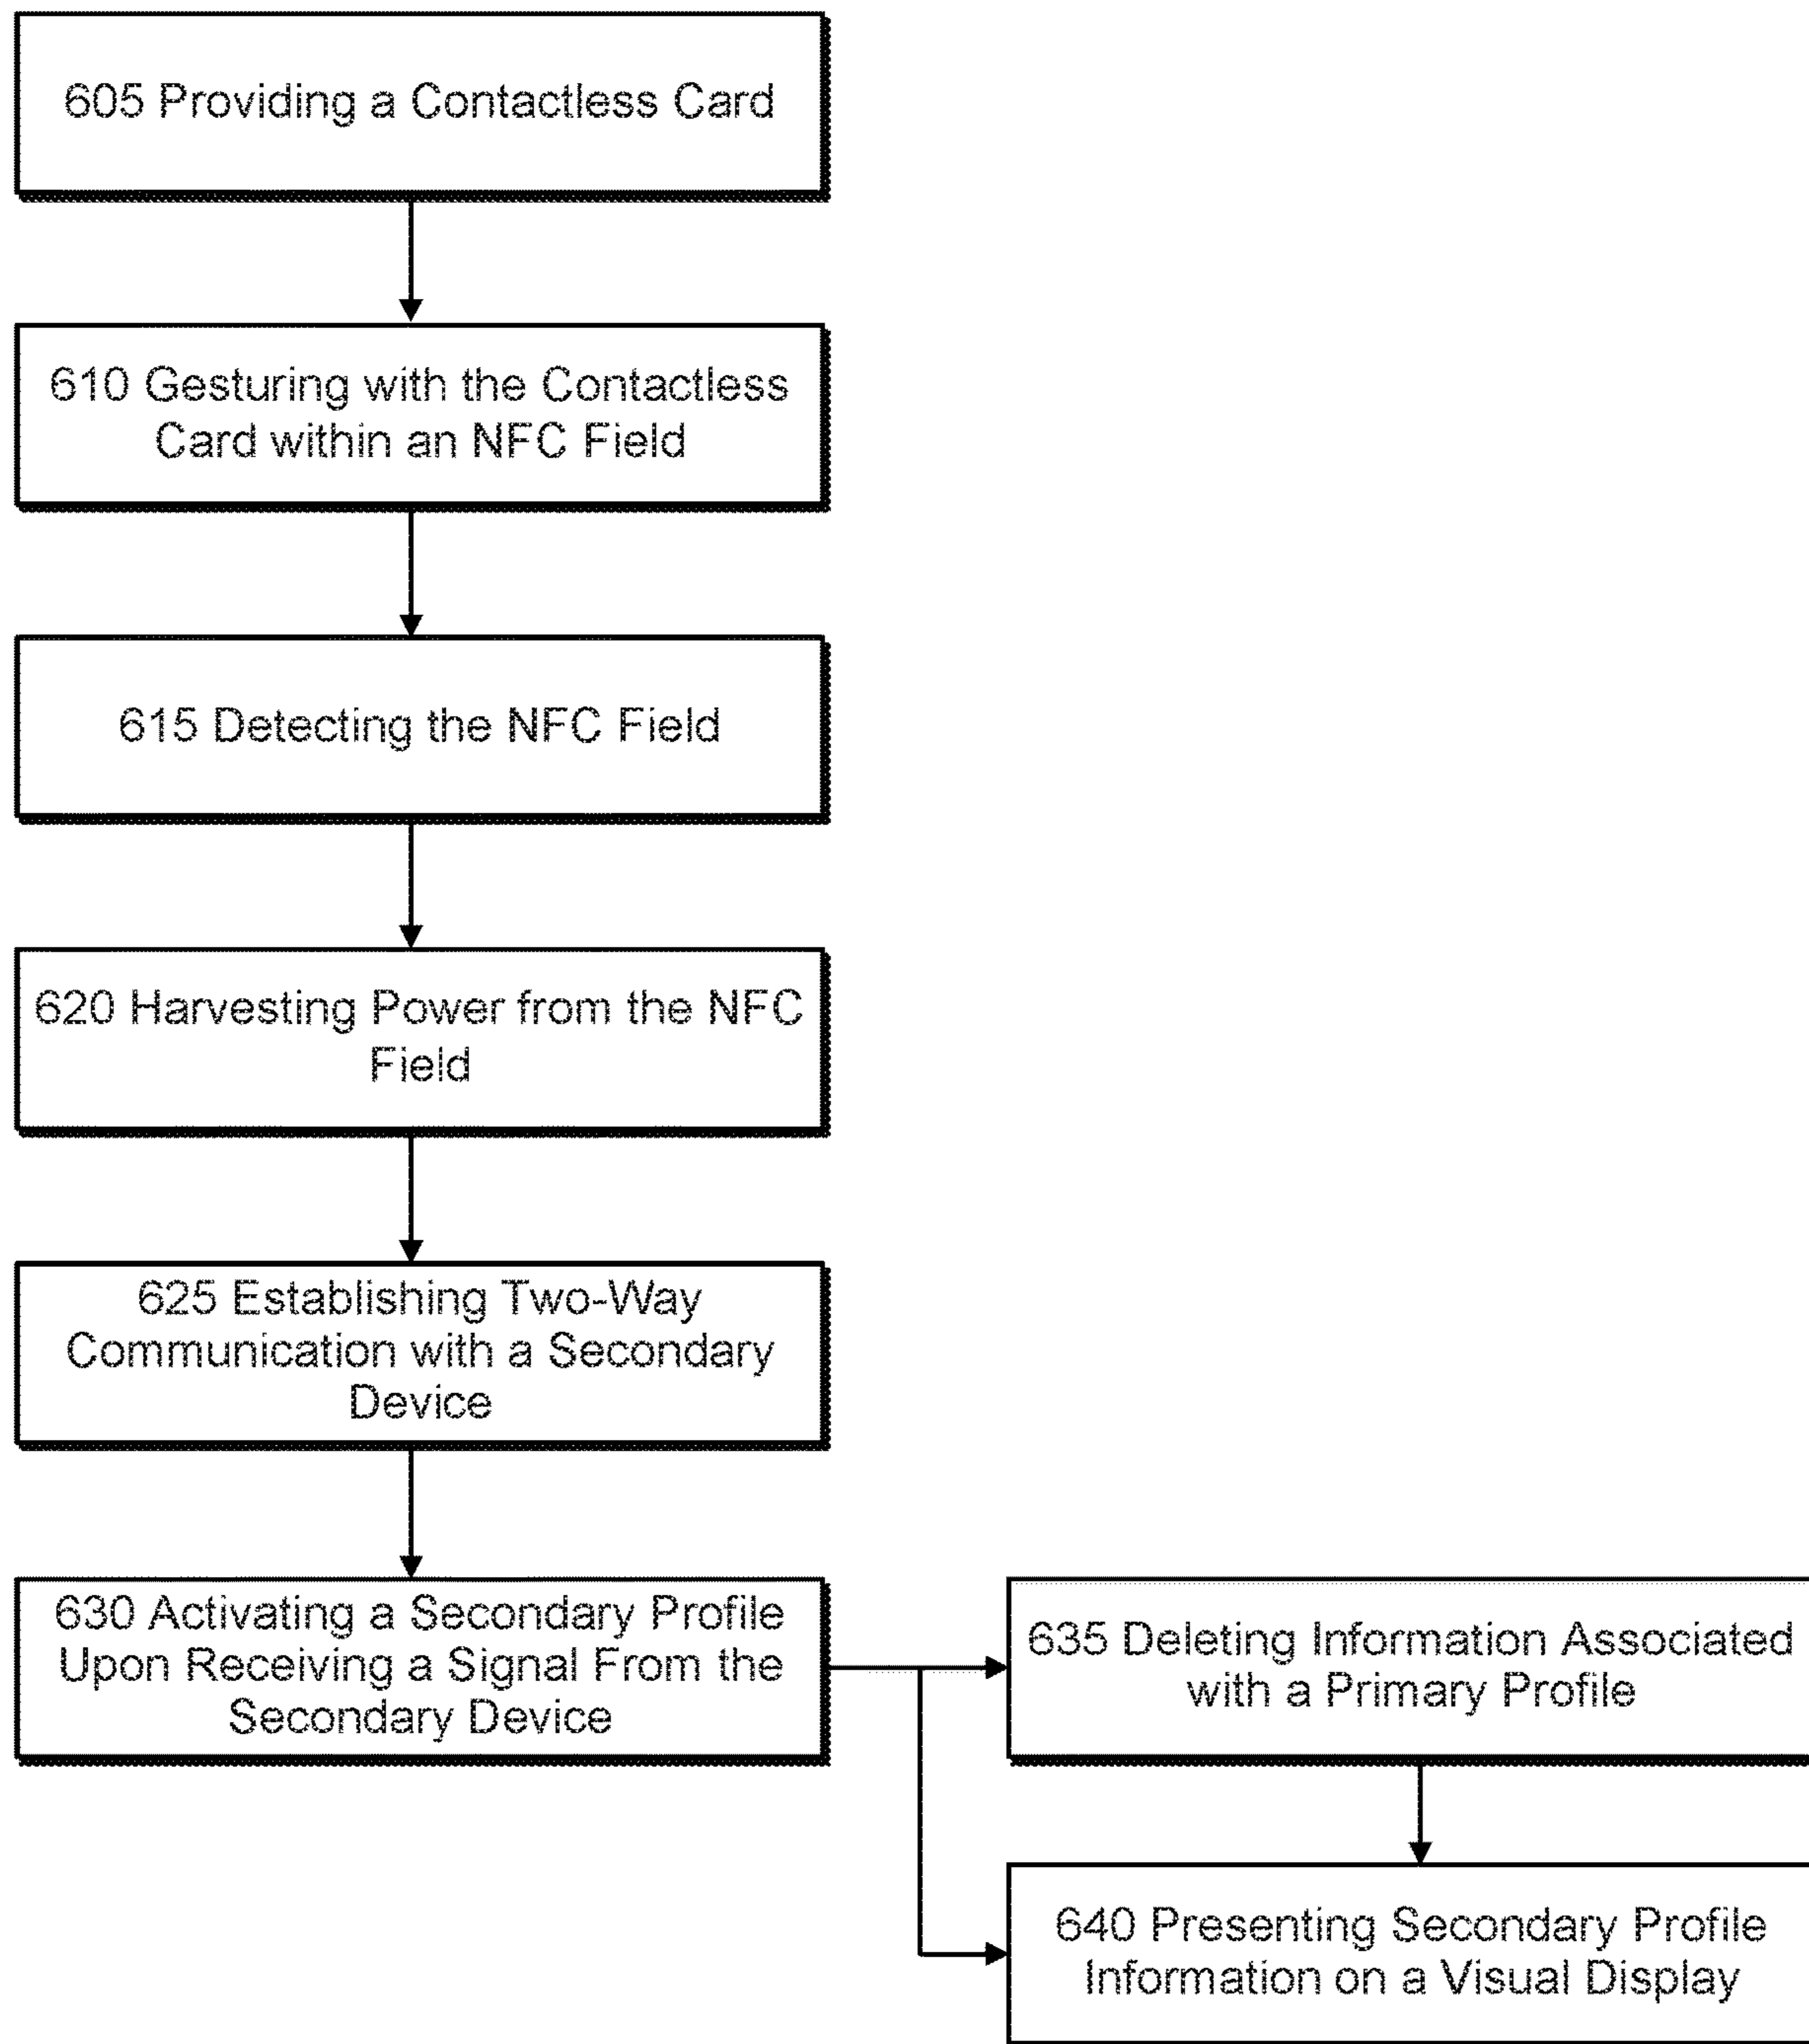 605 Providing a Contactless Card
610 Gesturing with the Contactless
Card within an NFC Field
615 Detecting the NFC Field
620 Harvesting Power from the NFC
Field
625 Establishing Two-Way
Communication with a Secondary
Device
630 Activating a Secondary Profile
Upon Receiving a Signal From the
Secondary Device
635 Deleting Information Associated
with a Primary Profile
640 Presenting Secondary Profile
Information on a Visual Display